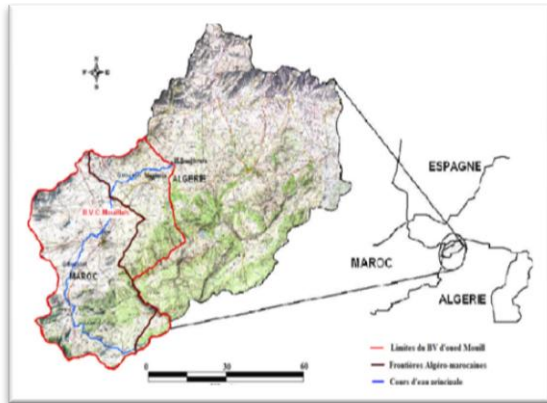 ESPAGNE
ALGERIE
B.V.C Mouillah
MAROC
MAROC
ALGERIE
Limites du BV d'oued Mouill
Frontières Algéro-marocaines
Cours d'eau principale
0 30 60